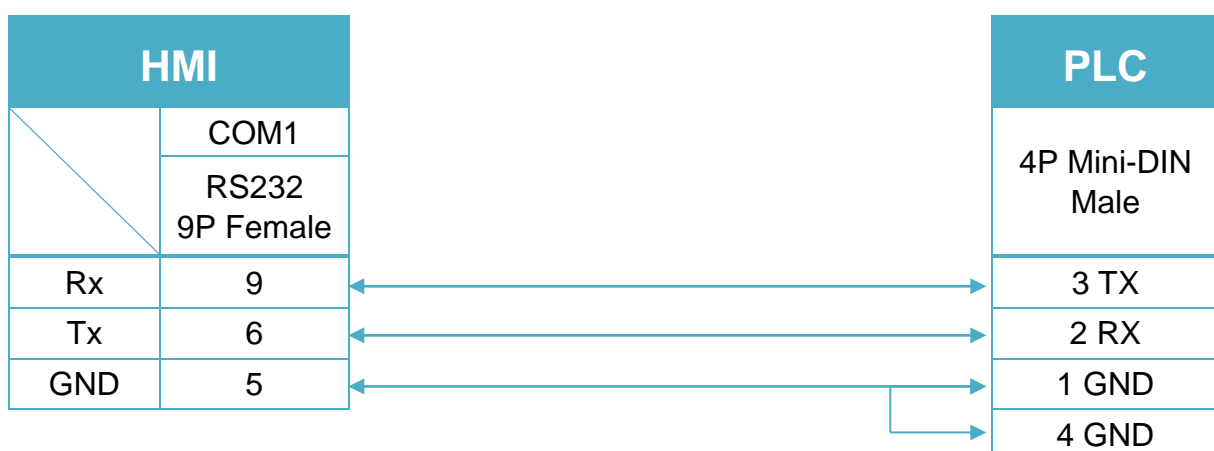 HMI
PLC
COM1
RS232
9P Female
4P Mini-DIN
Male
Rx 9 3 TX
Tx 6 2 RX
GND 5 1 GND
4 GND